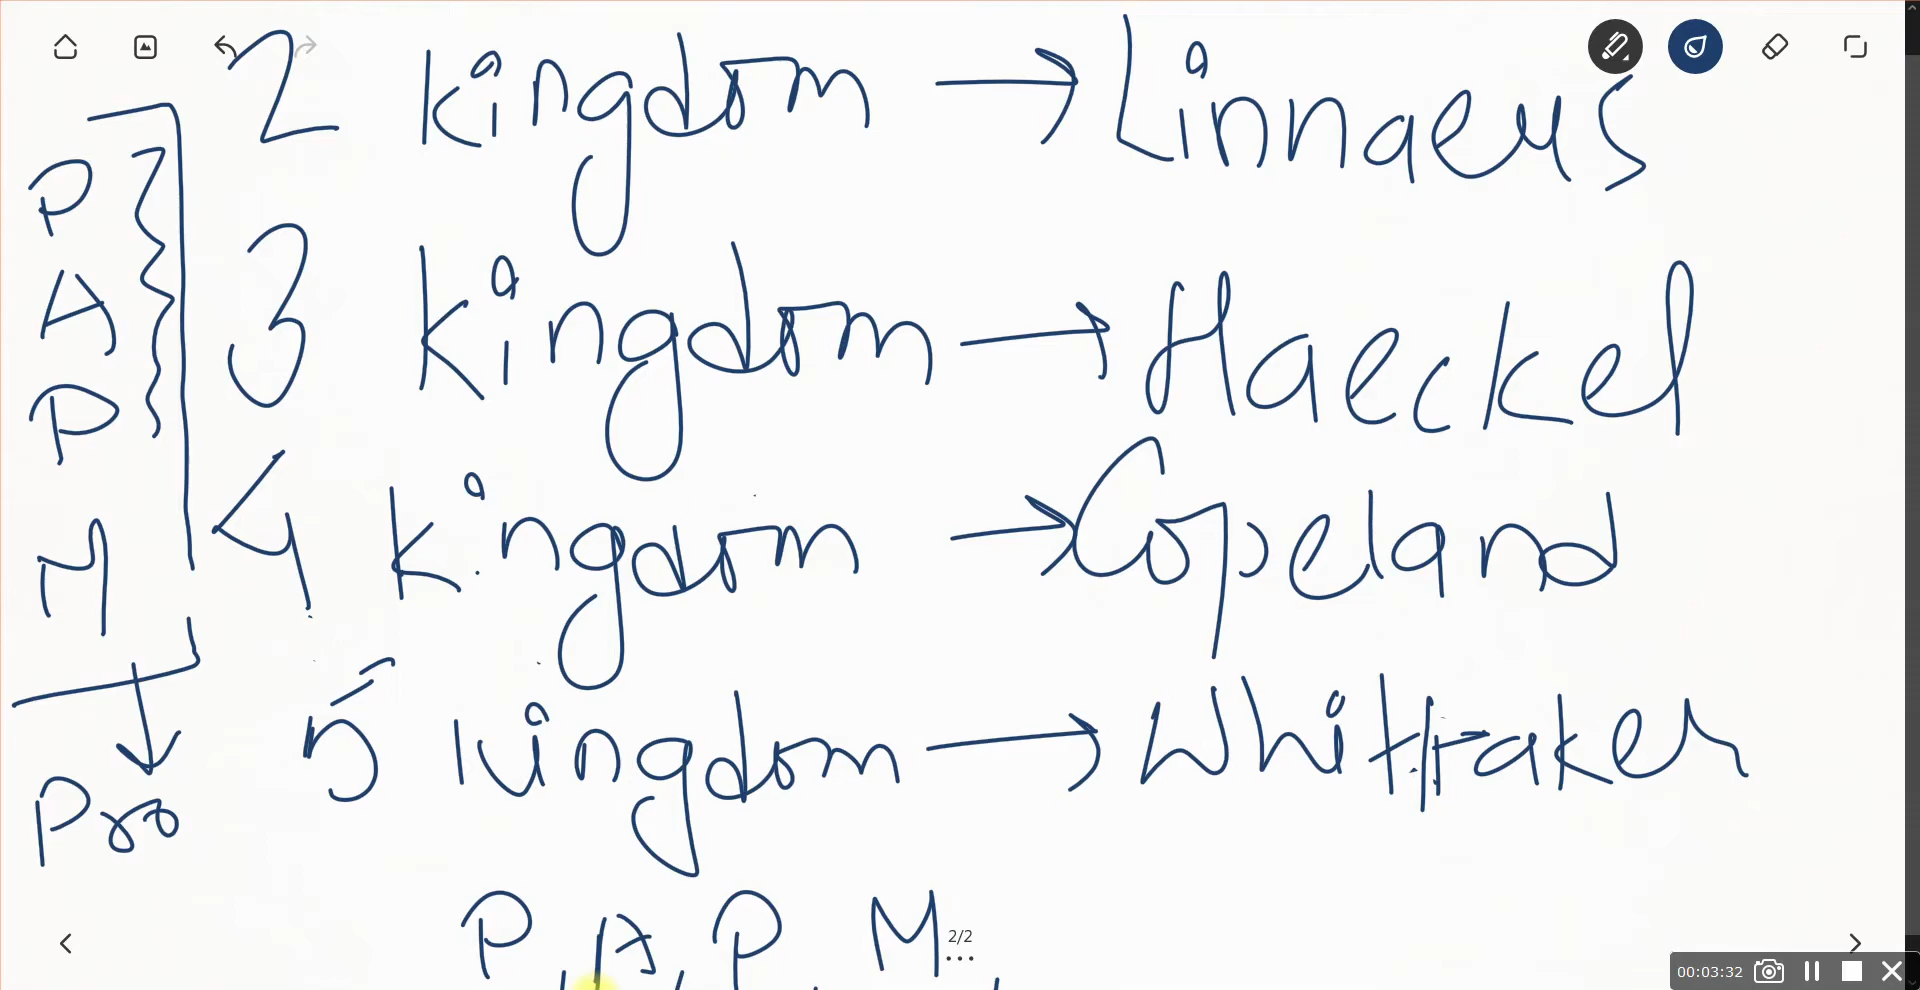 2 Kingdom → Linnaeus
P
3 Kingdom → Haeckel
A
P
4 Kingdom → Copeland
M
5 Kingdom → Whittaker
Pro
P, A, P, M,
2/2
00:03:32